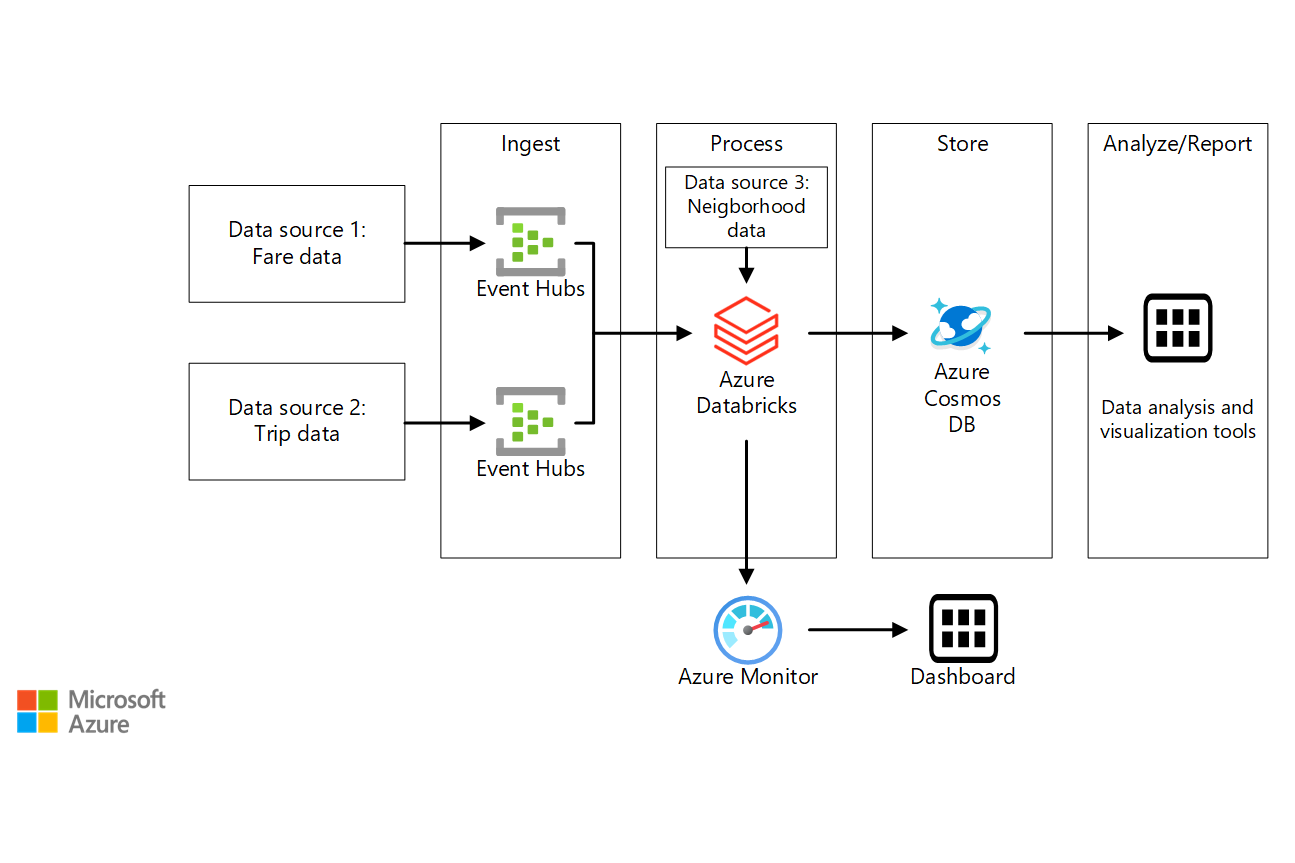 Ingest
Process
Store
Analyze/Report
Data source 1:
Fare data
Event Hubs
Data source 2:
Trip data
Event Hubs
Data source 3:
Neigborhood
data
Azure
Databricks
Azure
Cosmos
DB
Data analysis and
visualization tools
Azure Monitor
Dashboard
Microsoft
Azure